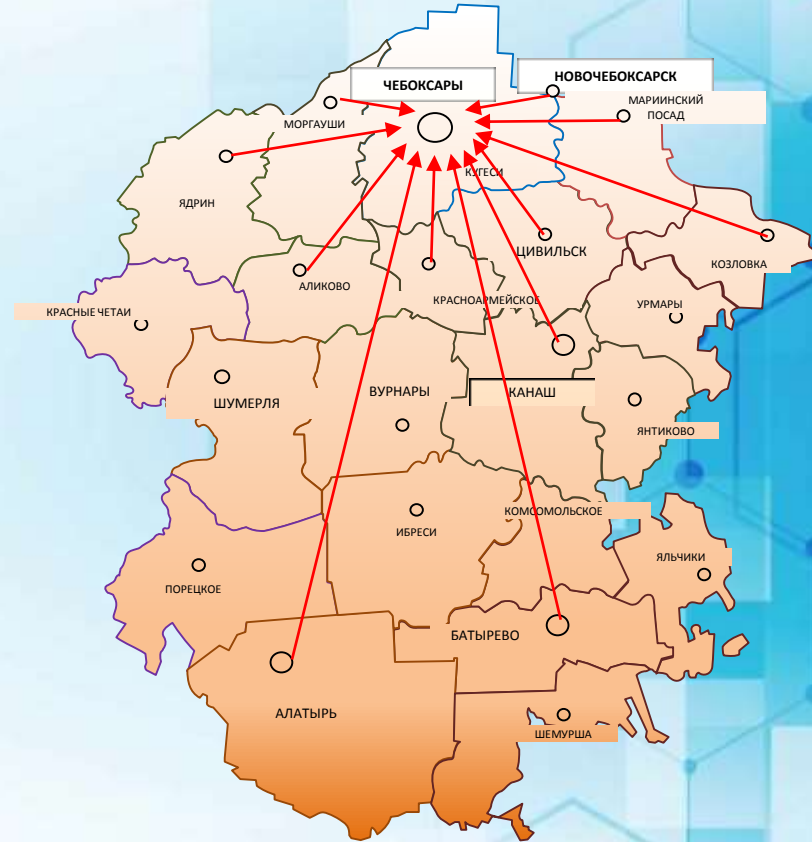 ЧЕБОКСАРЫ
НОВОЧЕБОКСАРСК
МАРИИНСКИЙ
ПОСАД
МОРГАУШИ
КУГЕСИ
ЯДРИН
ЦИВИЛЬСК
КОЗЛОВКА
АЛИКОВО
КРАСНОАРМЕЙСКОЕ
УРМАРЫ
КРАСНЫЕ ЧЕТАИ
ШУМЕРЛЯ
ВУРНАРЫ
КАНАШ
ЯНТИКОВО
КОМСОМОЛЬСКОЕ
ИБРЕСИ
ЯЛЬЧИКИ
ПОРЕЦКОЕ
БАТЫРЕВО
АЛАТЫРЬ
ШЕМУРША